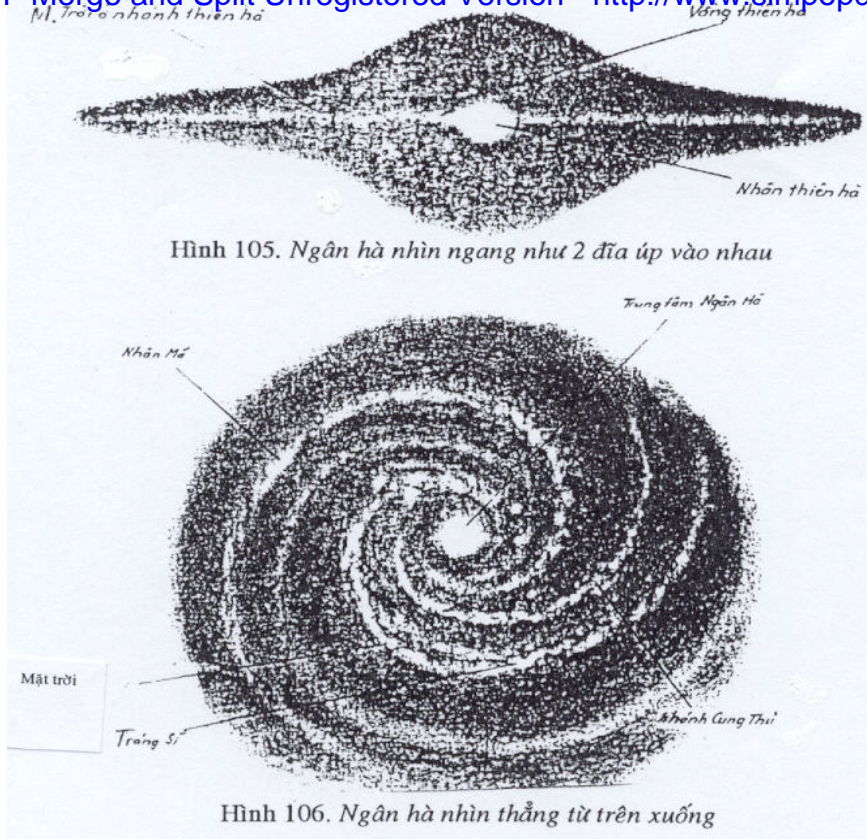 Merge and Split Unregistered Version - http://www.simpopdf
M.Trời ở nhánh thiên hà
Vầng thiên hà
Nhân thiên hà
Hình 105. Ngân hà nhìn ngang như 2 đĩa úp vào nhau
Trung tâm Ngân Hà
Nhân Mã
Mặt trời
Tráng Sĩ
Nhánh Cung Thủ
Hình 106. Ngân hà nhìn thẳng từ trên xuống